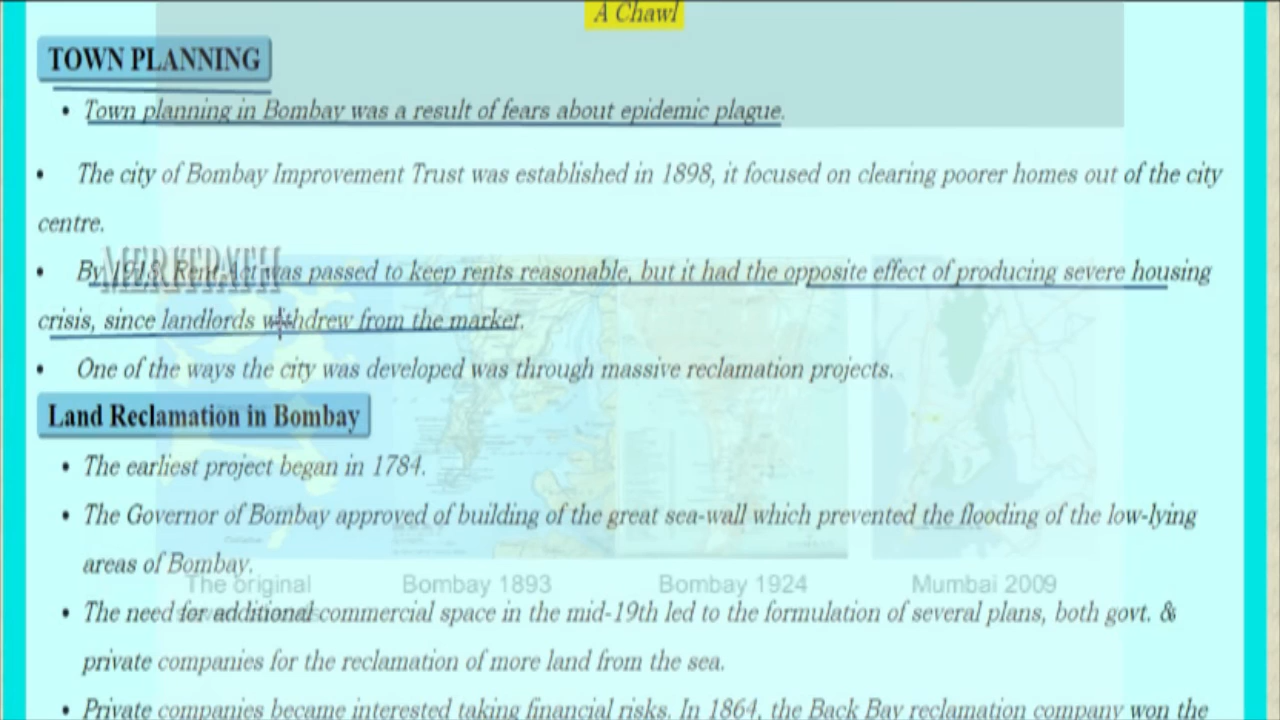 A Chawl
TOWN PLANNING
• Town planning in Bombay was a result of fears about epidemic plague.
• The city of Bombay Improvement Trust was established in 1898, it focused on clearing poorer homes out of the city
centre.
MERITPATH
• By 1918, Rent-Act was passed to keep rents reasonable, but it had the opposite effect of producing severe housing
crisis, since landlords withdrew from the market.
• One of the ways the city was developed was through massive reclamation projects.
Land Reclamation in Bombay
• The earliest project began in 1784.
• The Governor of Bombay approved of building of the great sea-wall which prevented the flooding of the low-lying
areas of Bombay.
The original
Bombay 1893
Bombay 1924
Mumbai 2009
• The need for additional commercial space in the mid-19th led to the formulation of several plans, both govt. &
private companies for the reclamation of more land from the sea.
• Private companies became interested taking financial risks. In 1864, the Back Bay reclamation company won the